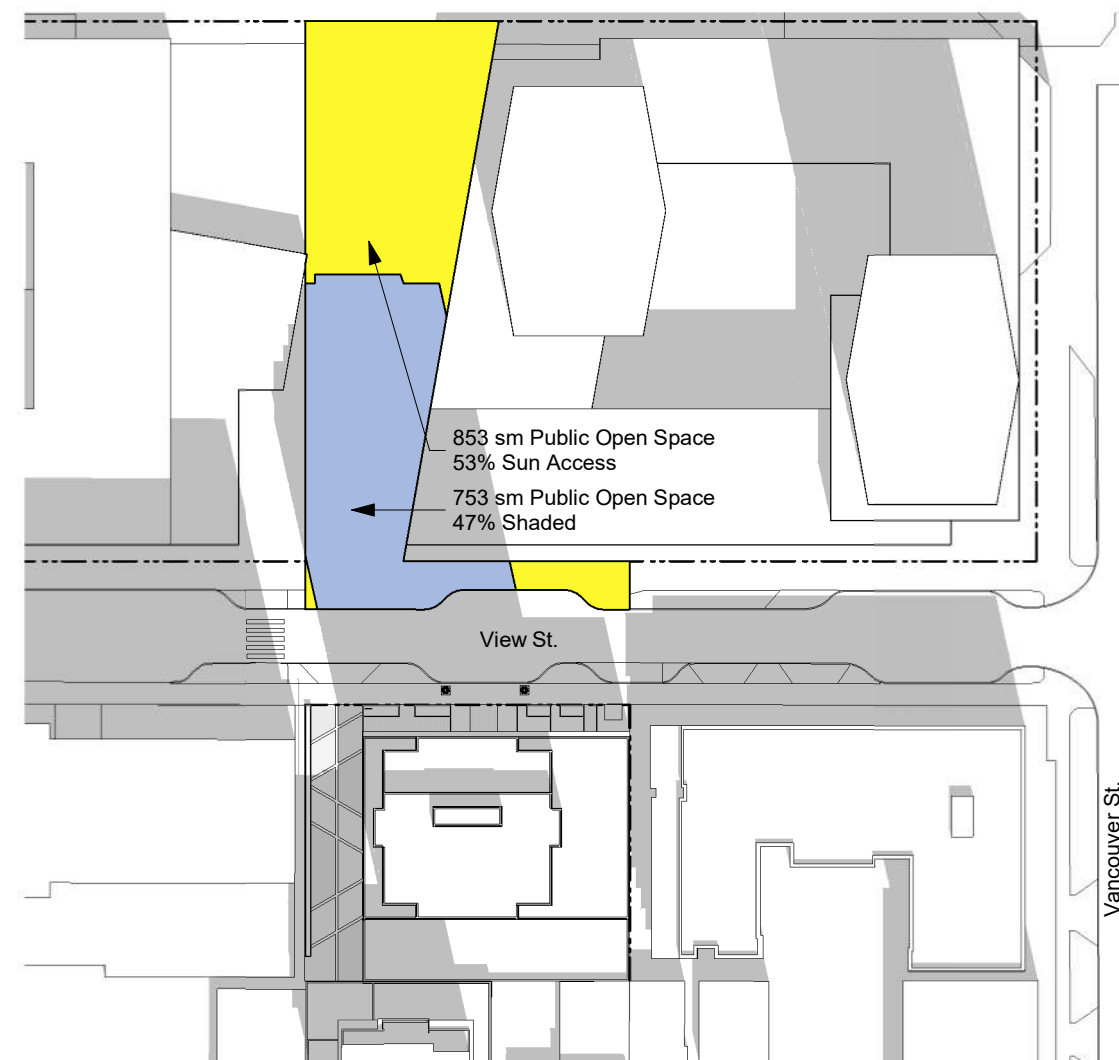 853 sm Public Open Space
53% Sun Access
753 sm Public Open Space
47% Shaded
View St.
Vancouver St.